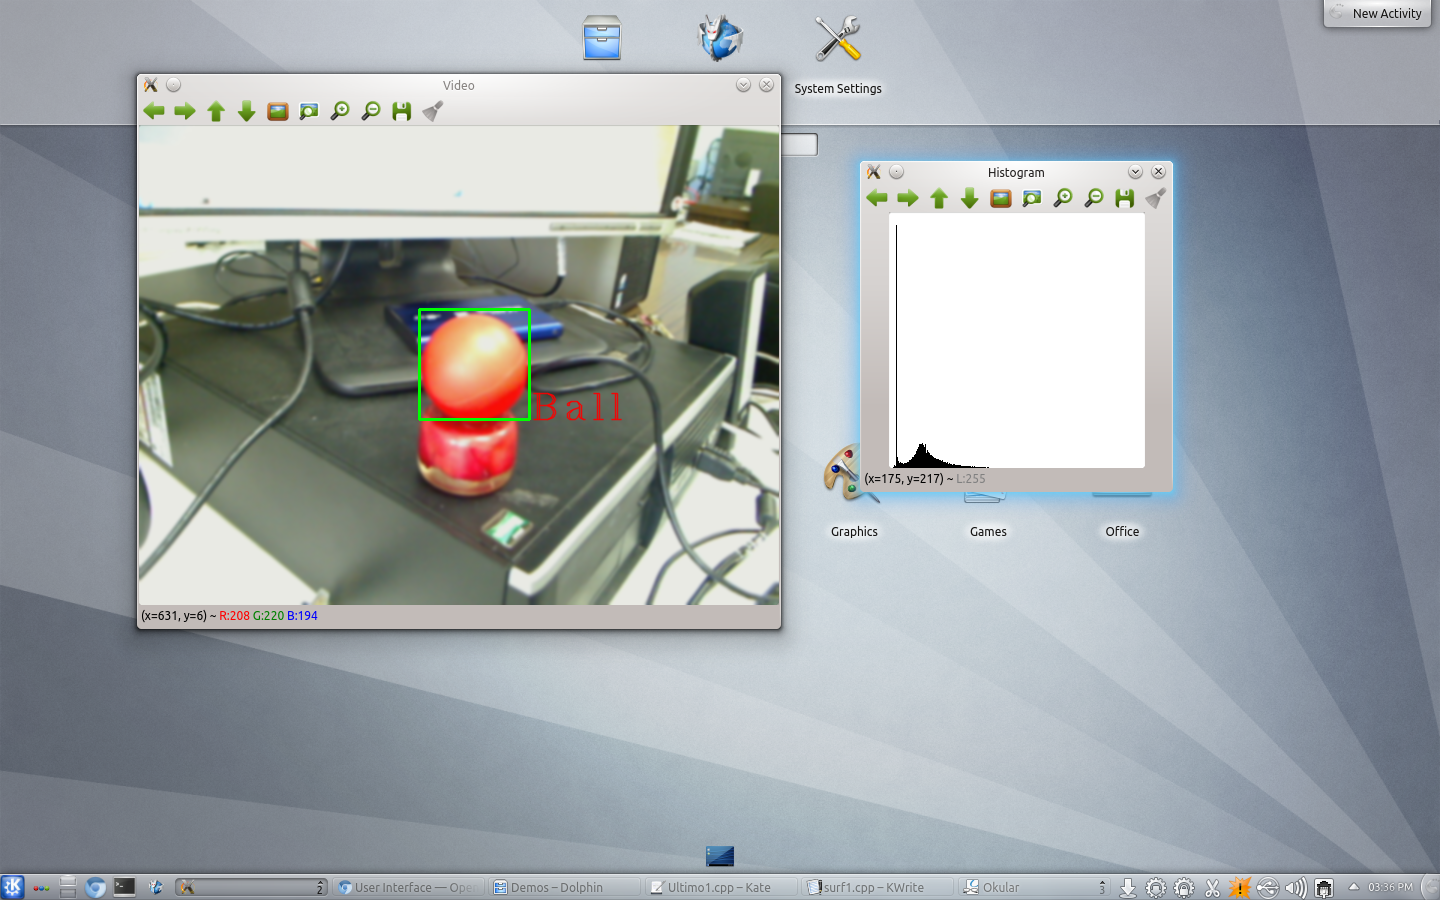 New Activity
System Settings
Video
Histogram
Ball
(x=175, y=217) ~ L:255
Graphics
Games
Office
(x=631, y=6) ~ R:208 G:220 B:194
2
User Interface — Open
Demos – Dolphin
Ultimo1.cpp – Kate
surf1.cpp – KWrite
Okular
3
03:36 PM